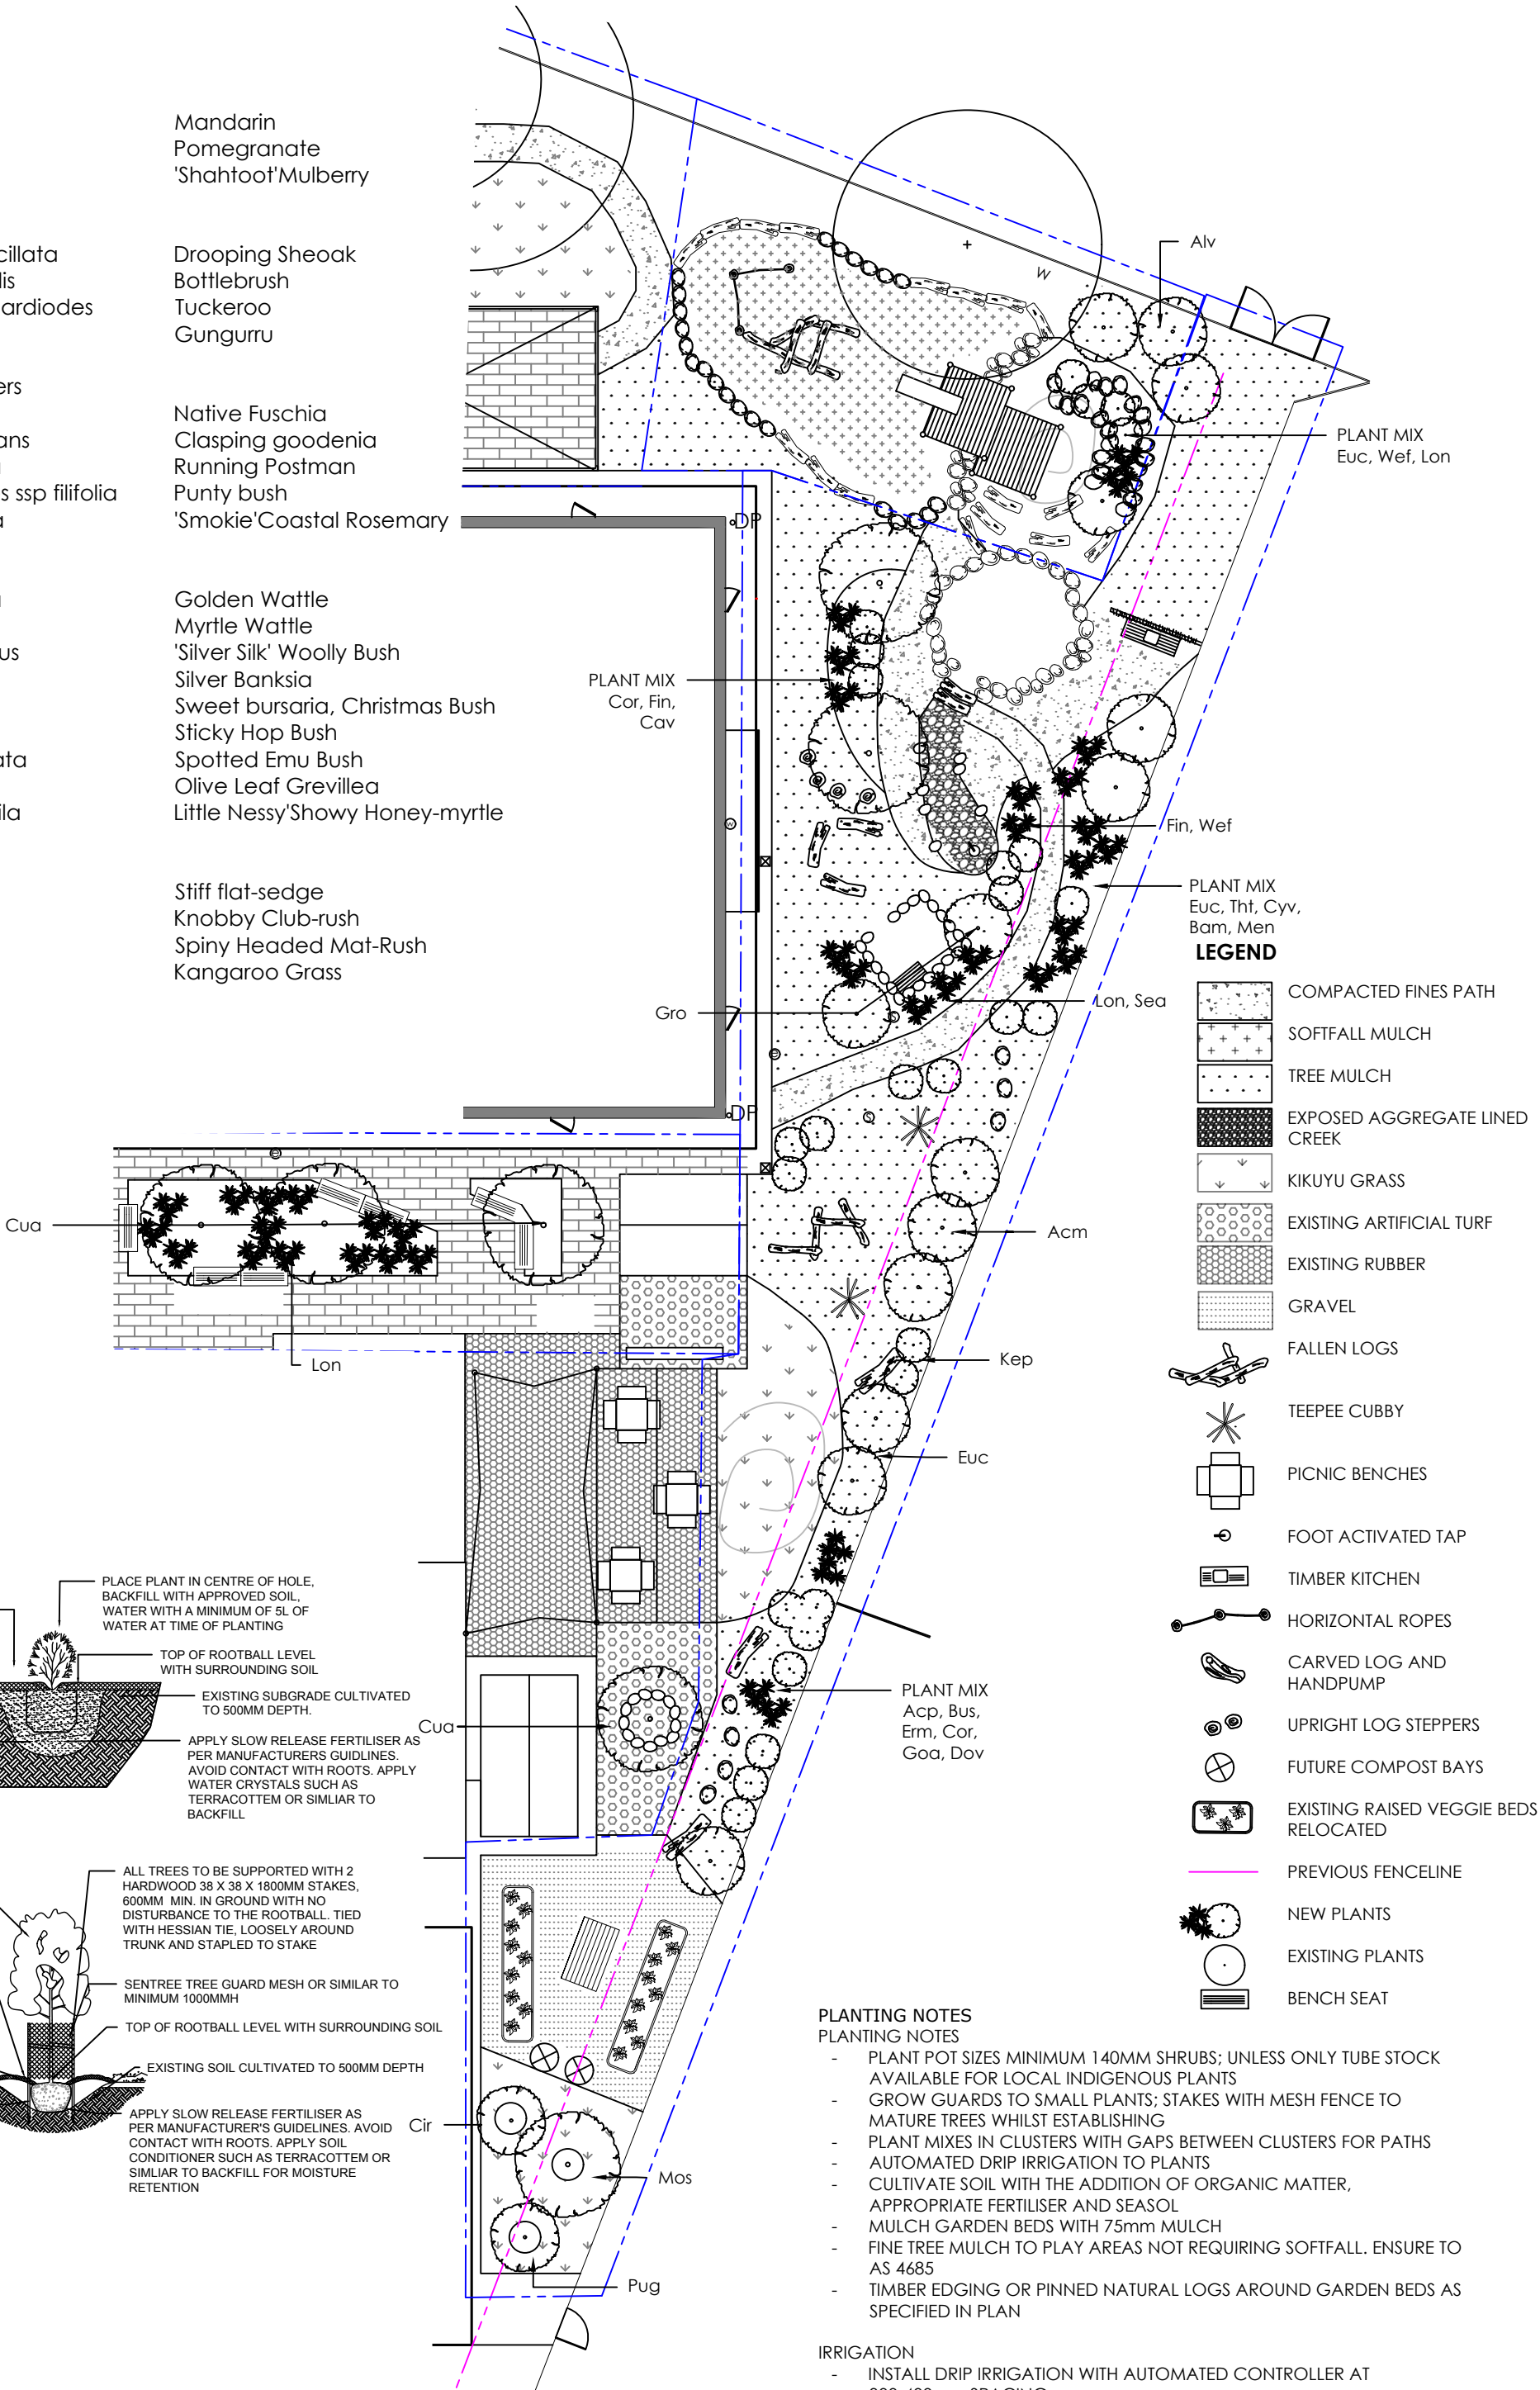 Mandarin
Pomegranate
'Shahtoot'Mulberry
cillata
Drooping Sheoak
lis
Bottlebrush
ardiodes
Tuckeroo
Gungurru
ers
Native Fuschia
ans
Clasping goodenia
Running Postman
s ssp filifolia
Punty bush
'Smokie'Coastal Rosemary
Golden Wattle
Myrtle Wattle
us
'Silver Silk' Woolly Bush
Silver Banksia
Sweet bursaria, Christmas Bush
Sticky Hop Bush
ata
Spotted Emu Bush
Olive Leaf Grevillea
ila
Little Nessy'Showy Honey-myrtle
Stiff flat-sedge
Knobby Club-rush
Spiny Headed Mat-Rush
Kangaroo Grass
W
Alv
PLANT MIX
Euc, Wef, Lon
DP
PLANT MIX
Cor, Fin,
Cav
Fin, Wef
PLANT MIX
Euc, Tht, Cyv,
Bam, Men
Gro
Lon, Sea
DP
Cua
Acm
Lon
Kep
Euc
Cua
PLANT MIX
Acp, Bus,
Erm, Cor,
Goa, Dov
Cir
Mos
Pug
LEGEND
COMPACTED FINES PATH
SOFTFALL MULCH
TREE MULCH
EXPOSED AGGREGATE LINED
CREEK
KIKUYU GRASS
EXISTING ARTIFICIAL TURF
EXISTING RUBBER
GRAVEL
FALLEN LOGS
TEEPEE CUBBY
PICNIC BENCHES
FOOT ACTIVATED TAP
TIMBER KITCHEN
HORIZONTAL ROPES
CARVED LOG AND
HANDPUMP
UPRIGHT LOG STEPPERS
FUTURE COMPOST BAYS
EXISTING RAISED VEGGIE BEDS
RELOCATED
PREVIOUS FENCELINE
NEW PLANTS
EXISTING PLANTS
BENCH SEAT
PLACE PLANT IN CENTRE OF HOLE,
BACKFILL WITH APPROVED SOIL,
WATER WITH A MINIMUM OF 5L OF
WATER AT TIME OF PLANTING
TOP OF ROOTBALL LEVEL
WITH SURROUNDING SOIL
EXISTING SUBGRADE CULTIVATED
TO 500MM DEPTH.
APPLY SLOW RELEASE FERTILISER AS
PER MANUFACTURERS GUIDLINES.
AVOID CONTACT WITH ROOTS. APPLY
WATER CRYSTALS SUCH AS
TERRACOTTEM OR SIMLIAR TO
BACKFILL
ALL TREES TO BE SUPPORTED WITH 2
HARDWOOD 38 X 38 X 1800MM STAKES,
600MM MIN. IN GROUND WITH NO
DISTURBANCE TO THE ROOTBALL. TIED
WITH HESSIAN TIE, LOOSELY AROUND
TRUNK AND STAPLED TO STAKE
SENTREE TREE GUARD MESH OR SIMILAR TO
MINIMUM 1000MMH
TOP OF ROOTBALL LEVEL WITH SURROUNDING SOIL
EXISTING SOIL CULTIVATED TO 500MM DEPTH
APPLY SLOW RELEASE FERTILISER AS
PER MANUFACTURER'S GUIDELINES. AVOID
CONTACT WITH ROOTS. APPLY SOIL
CONDITIONER SUCH AS TERRACOTTEM OR
SIMLIAR TO BACKFILL FOR MOISTURE
RETENTION
PLANTING NOTES
PLANTING NOTES
- PLANT POT SIZES MINIMUM 140MM SHRUBS; UNLESS ONLY TUBE STOCK
AVAILABLE FOR LOCAL INDIGENOUS PLANTS
- GROW GUARDS TO SMALL PLANTS; STAKES WITH MESH FENCE TO
MATURE TREES WHILST ESTABLISHING
- PLANT MIXES IN CLUSTERS WITH GAPS BETWEEN CLUSTERS FOR PATHS
- AUTOMATED DRIP IRRIGATION TO PLANTS
- CULTIVATE SOIL WITH THE ADDITION OF ORGANIC MATTER,
APPROPRIATE FERTILISER AND SEASOL
- MULCH GARDEN BEDS WITH 75mm MULCH
- FINE TREE MULCH TO PLAY AREAS NOT REQUIRING SOFTFALL. ENSURE TO
AS 4685
- TIMBER EDGING OR PINNED NATURAL LOGS AROUND GARDEN BEDS AS
SPECIFIED IN PLAN
IRRIGATION
- INSTALL DRIP IRRIGATION WITH AUTOMATED CONTROLLER AT